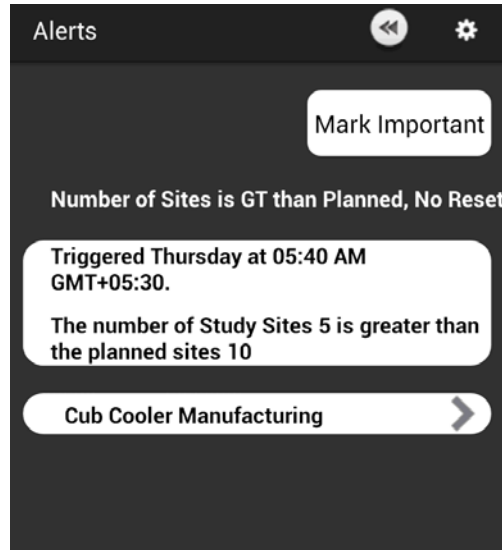 Alerts
Mark Important
Number of Sites is GT than Planned, No Reset
Triggered Thursday at 05:40 AM
GMT+05:30.
The number of Study Sites 5 is greater than
the planned sites 10
Cub Cooler Manufacturing